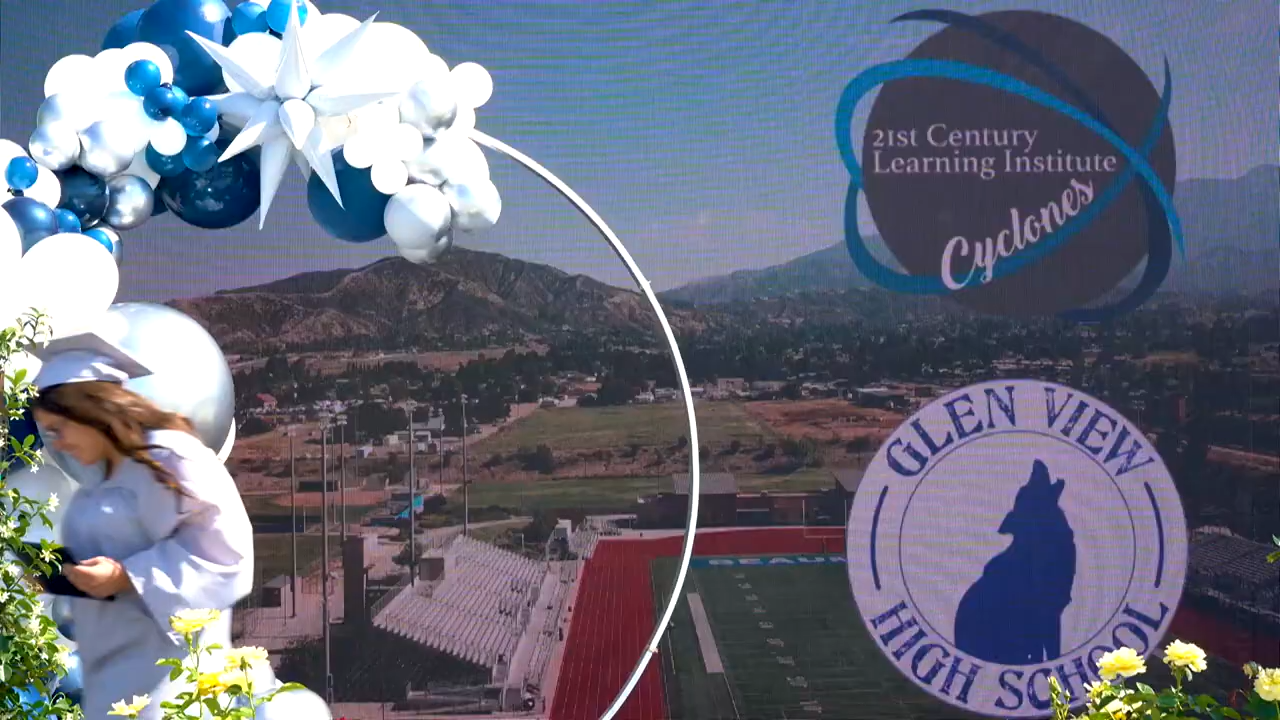 21st Century
Learning Institute
Cyclones
GLEN VIEW
HIGH SCHOOL